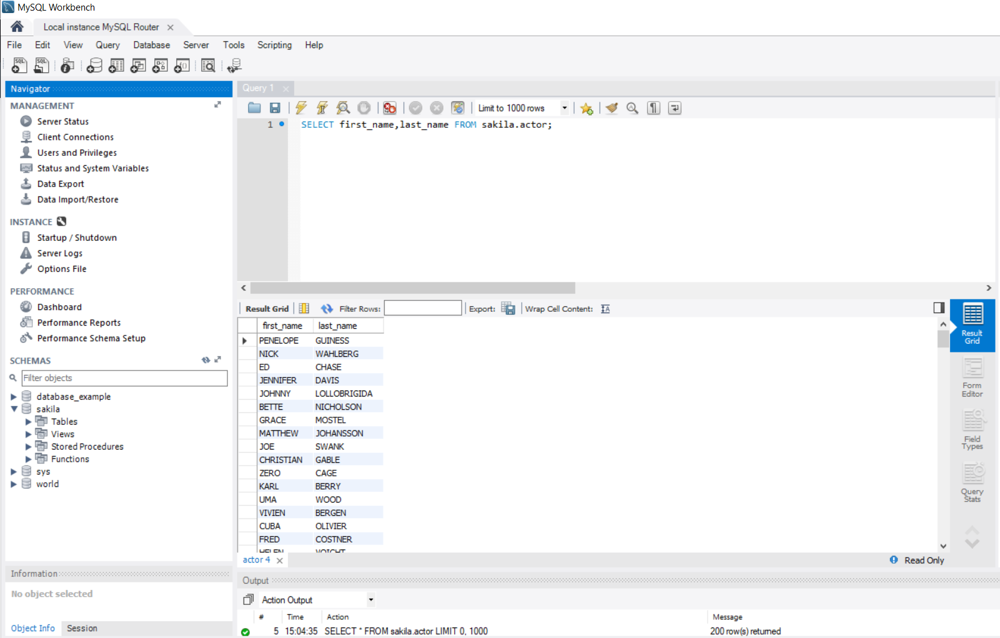 MySQL Workbench
Local instance MySQL Router
File Edit View Query Database Server Tools Scripting Help
Navigator
MANAGEMENT
Server Status
Client Connections
Users and Privileges
Status and System Variables
Data Export
Data Import/Restore
INSTANCE
Startup / Shutdown
Server Logs
Options File
PERFORMANCE
Dashboard
Performance Reports
Performance Schema Setup
SCHEMAS
Filter objects
database_example
sakila
Tables
Views
Stored Procedures
Functions
sys
world
Information
No object selected
Object Info Session
Query 1
Limit to 1000 rows
1 SELECT first_name,last_name FROM sakila.actor;
Result Grid Filter Rows: Export: Wrap Cell Content:
first_name last_name
PENELOPE GUINESS
NICK WAHLBERG
ED CHASE
JENNIFER DAVIS
JOHNNY LOLLOBRIGIDA
BETTE NICHOLSON
GRACE MOSTEL
MATTHEW JOHANSSON
JOE SWANK
CHRISTIAN GABLE
ZERO CAGE
KARL BERRY
UMA WOOD
VIVIEN BERGEN
CUBA OLIVIER
FRED COSTNER
HELEN VOIGHT
Result
Grid
Form
Editor
Field
Types
Query
Stats
actor 4
Read Only
Output
Action Output
# Time Action Message
5 15:04:35 SELECT * FROM sakila.actor LIMIT 0, 1000 200 row(s) returned